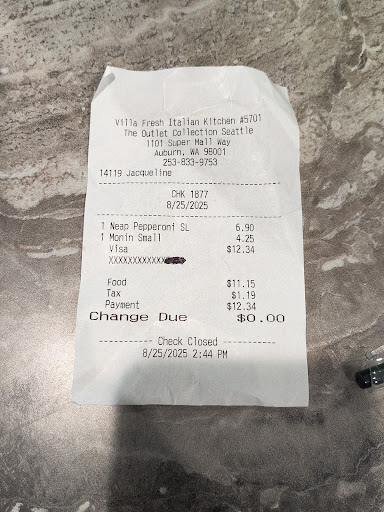 Villa Fresh Italian Kitchen #5701
The Outlet Collection Seattle
1101 Super Mall Way
Auburn, WA 98001
253-833-9753
14119 Jacqueline
CHK 1877
8/25/2025
1 Neap Pepperoni SL 6.90
1 Monin Small 4.25
Visa $12.34
XXXXXXXXXXXX
Food $11.15
Tax $1.19
Payment $12.34
Change Due $0.00
---------- Check Closed ----------
8/25/2025 2:44 PM